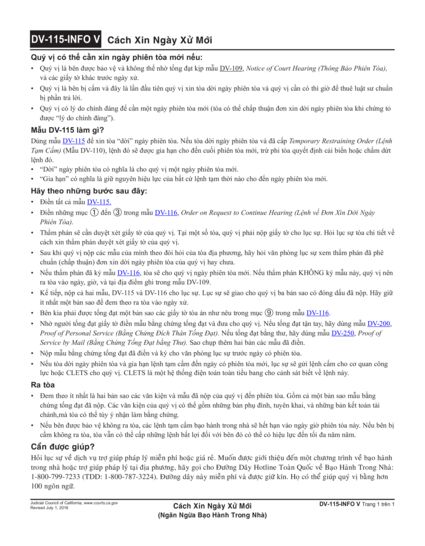 DV-115-INFO V Cách Xin Ngày Xử Mới
Quý vị có thể cần xin ngày phiên tòa mới nếu:
• Quý vị là bên được bảo vệ và không thể nhờ tống đạt kịp mẫu DV-109, Notice of Court Hearing (Thông Báo Phiên Tòa),
và các giấy tờ khác trước ngày xử.
• Quý vị là bên bị cấm và đây là lần đầu tiên quý vị xin tòa dời ngày phiên tòa và quý vị cần có thì giờ để thuê luật sư chuẩn
bị phần trả lời.
• Quý vị có lý do chính đáng để cần một ngày phiên tòa mới (tòa có thể chấp thuận đơn xin dời ngày phiên tòa khi chứng tỏ
được “lý do chính đáng”).
Mẫu DV-115 làm gì?
Dùng mẫu DV-115 để xin tòa “dời” ngày phiên tòa. Nếu tòa dời ngày phiên tòa và đã cấp Temporary Restraining Order (Lệnh
Tạm Cấm) (Mẫu DV-110), lệnh đó sẽ được gia hạn cho đến cuối phiên tòa mới, trừ phi tòa quyết định cải biến hoặc chấm dứt
lệnh đó.
• “Dời” ngày phiên tòa có nghĩa là cho quý vị một ngày phiên tòa mới.
• “Gia hạn” có nghĩa là giữ nguyên hiệu lực của bất cứ lệnh tạm thời nào cho đến ngày phiên tòa mới.
Hãy theo những bước sau đây:
• Điền tất cả mẫu DV-115.
• Điền những mục ① đến ③ trong mẫu DV-116, Order on Request to Continue Hearing (Lệnh về Đơn Xin Dời Ngày
Phiên Tòa).
• Thẩm phán sẽ cần duyệt xét giấy tờ của quý vị. Tại một số tòa, quý vị phải nộp giấy tờ cho lục sự. Hỏi lục sự tòa chi tiết về
cách xin thẩm phán duyệt xét giấy tờ của quý vị.
• Sau khi quý vị nộp các mẫu của mình theo đòi hỏi của tòa địa phương, hãy hỏi văn phòng lục sự xem thẩm phán đã phê
chuẩn (chấp thuận) đơn xin dời ngày phiên tòa của quý vị hay chưa.
• Nếu thẩm phán đã ký mẫu DV-116, tòa sẽ cho quý vị ngày phiên tòa mới. Nếu thẩm phán KHÔNG ký mẫu này, quý vị nên
ra tòa vào ngày, giờ, và tại địa điểm ghi trong mẫu DV-109.
• Kế tiếp, nộp cả hai mẫu, DV-115 và DV-116 cho lục sự. Lục sự sẽ giao cho quý vị ba bản sao có đóng dấu đã nộp. Hãy giữ
ít nhất một bản sao để đem theo ra tòa vào ngày xử.
• Bên kia phải được tống đạt một bản sao các giấy tờ tòa án như nêu trong mục ⑨ trong mẫu DV-116.
• Nhờ người tống đạt giấy tờ điền mẫu bằng chứng tống đạt và đưa cho quý vị. Nếu tống đạt tận tay, hãy dùng mẫu DV-200,
Proof of Personal Service (Bằng Chứng Đích Thân Tống Đạt). Nếu tống đạt bằng thư, hãy dùng mẫu DV-250, Proof of
Service by Mail (Bằng Chứng Tống Đạt bằng Thư). Sao chụp thêm hai bản các mẫu đã điền.
• Nộp mẫu bằng chứng tống đạt đã điền và ký cho văn phòng lục sự trước ngày có phiên tòa.
• Nếu tòa dời ngày phiên tòa và gia hạn lệnh tạm cấm đến ngày có phiên tòa mới, lục sự sẽ gửi lệnh cấm cho cơ quan công
lực hoặc CLETS cho quý vị. CLETS là một hệ thống điện toán toàn tiểu bang cho cảnh sát biết về lệnh này.
Ra tòa
• Đem theo ít nhất là hai bản sao các văn kiện và mẫu đã nộp của quý vị đến phiên tòa. Gồm cả một bản sao mẫu bằng
chứng tống đạt đã nộp. Các văn kiện của quý vị có thể gồm những bản phụ đính, tuyên khai, và những bản kết toán tài
chánh,mà tòa có thể tùy ý nhận làm bằng chứng.
• Nếu bên được bảo vệ không ra tòa, các lệnh tạm cấm bạo hành trong nhà sẽ hết hạn vào ngày giờ phiên tòa này. Nếu bên bị
cấm không ra tòa, tòa vẫn có thể cấp những lệnh bất lợi đối với bên đó có thể có hiệu lực đến tối đa năm năm.
Cần được giúp?
Hỏi lục sự về dịch vụ trợ giúp pháp lý miễn phí hoặc giá rẻ. Muốn được giới thiệu đến một chương trình về bạo hành
trong nhà hoặc trợ giúp pháp lý tại địa phương, hãy gọi cho Đường Dây Hotline Toàn Quốc về Bạo Hành Trong Nhà:
1-800-799-7233 (TDD: 1-800-787-3224). Đường dây này miễn phí và được giữ kín. Họ có thể giúp quý vị bằng hơn
100 ngôn ngữ.
Judicial Council of California, www.courts.ca.gov
Revised July 1, 2016
Cách Xin Ngày Xử Mới
(Ngăn Ngừa Bạo Hành Trong Nhà)
DV-115-INFO V Trang 1 trên 1